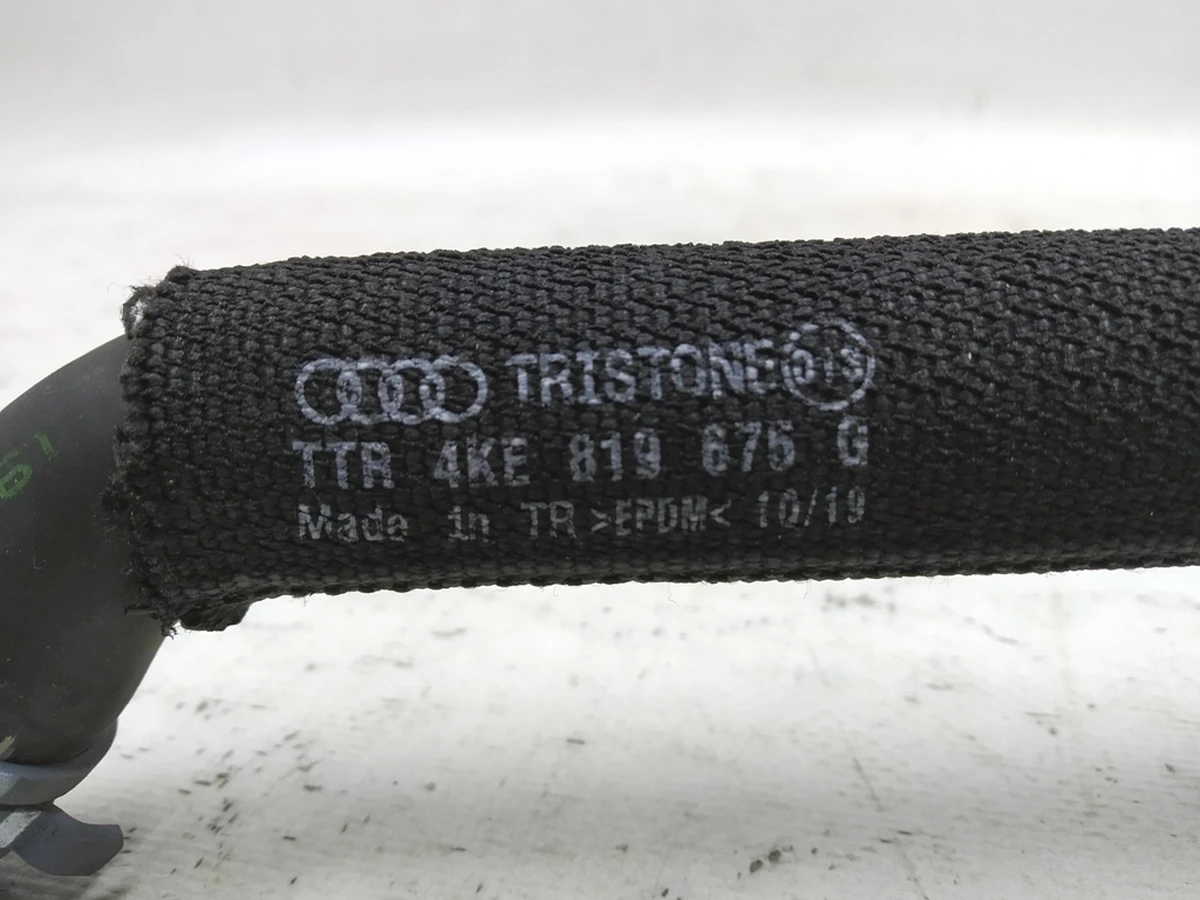 TRISTONE
TTR 4KE 819 675 G
Made in TR >EPDM< 10/19